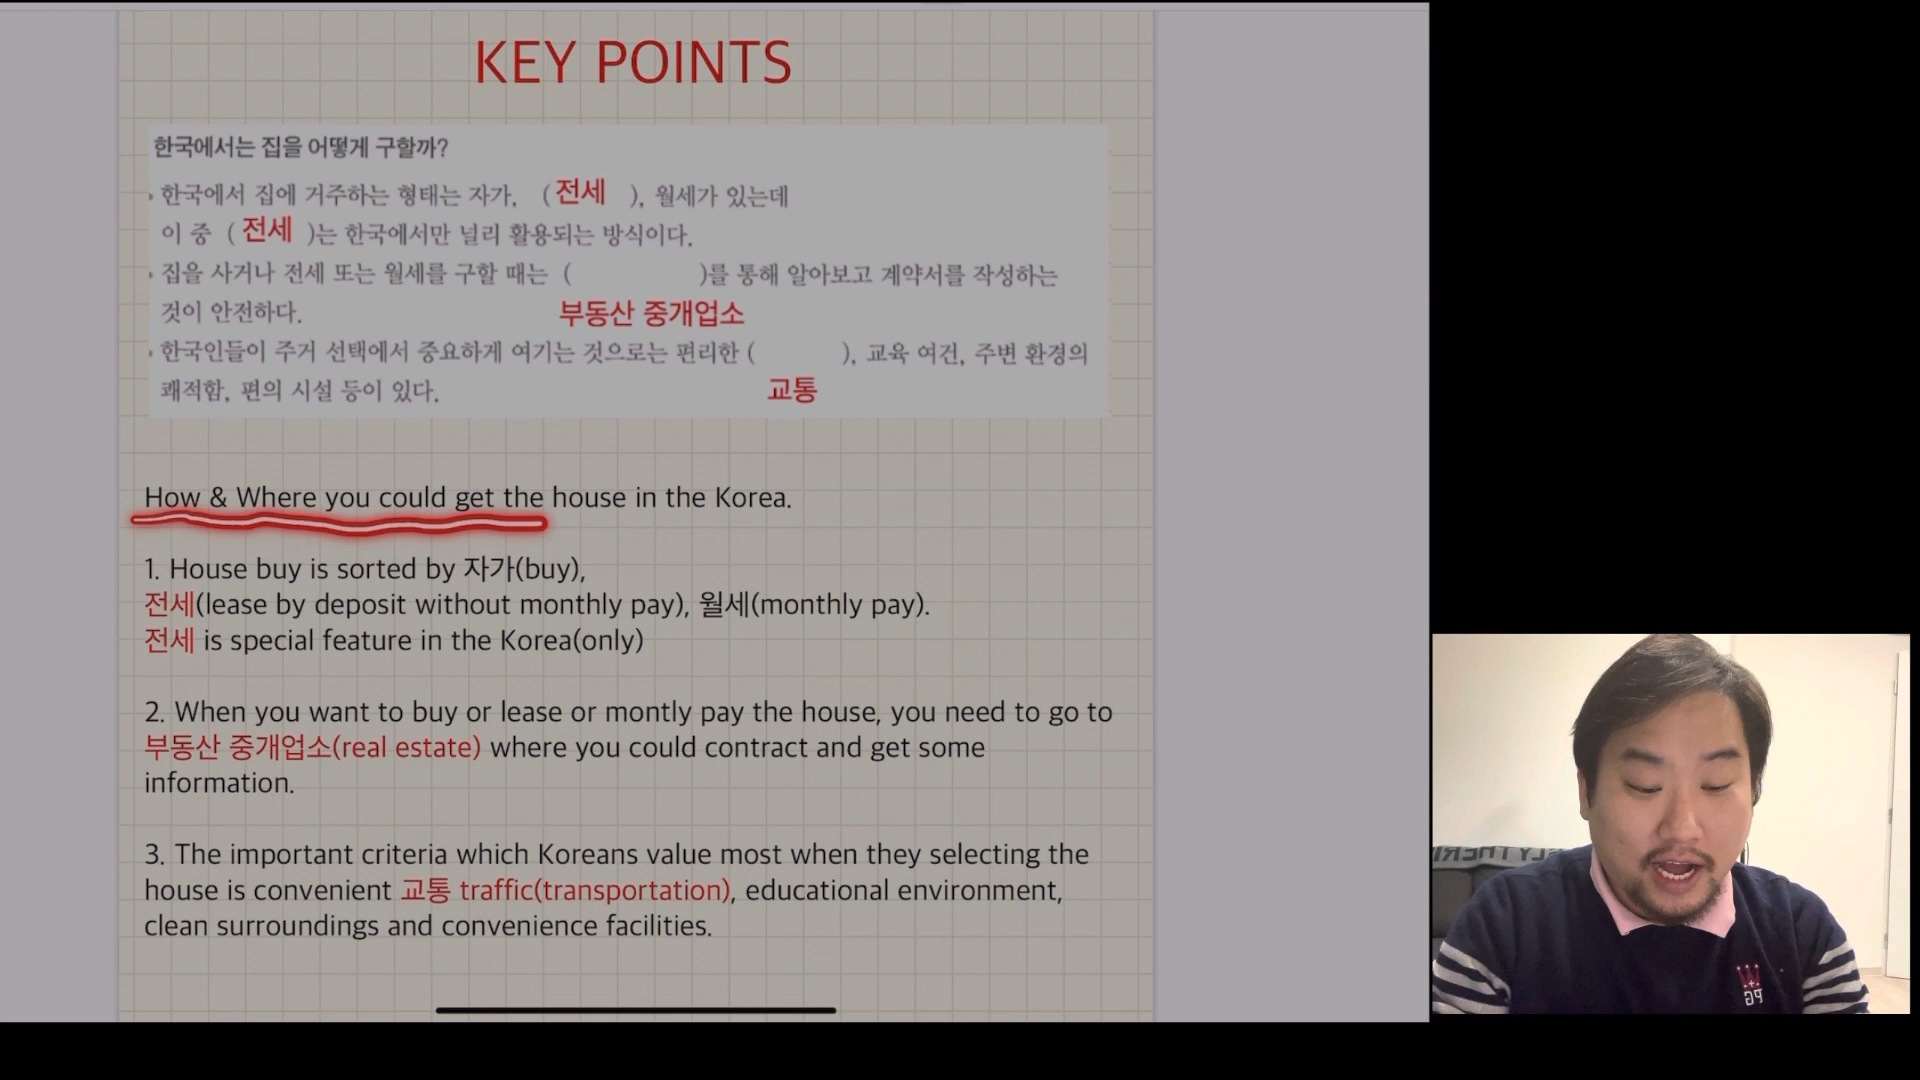 KEY POINTS
한국에서는 집을 어떻게 구할까?
한국에서 집에 거주하는 형태는 자가, ( 전세 ), 월세가 있는데
이 중 ( 전세 )는 한국에서만 널리 활용되는 방식이다.
집을 사거나 전세 또는 월세를 구할 때는 ( )를 통해 알아보고 계약서를 작성하는
것이 안전하다. 부동산 중개업소
한국인들이 주거 선택에서 중요하게 여기는 것으로는 편리한 ( ), 교육 여건, 주변 환경의
쾌적함, 편의 시설 등이 있다. 교통
How & Where you could get the house in the Korea.
1. House buy is sorted by 자가(buy),
전세(lease by deposit without monthly pay), 월세(monthly pay).
전세 is special feature in the Korea(only)
2. When you want to buy or lease or montly pay the house, you need to go to
부동산 중개업소(real estate) where you could contract and get some
information.
3. The important criteria which Koreans value most when they selecting the
house is convenient 교통 traffic(transportation), educational environment,
clean surroundings and convenience facilities.